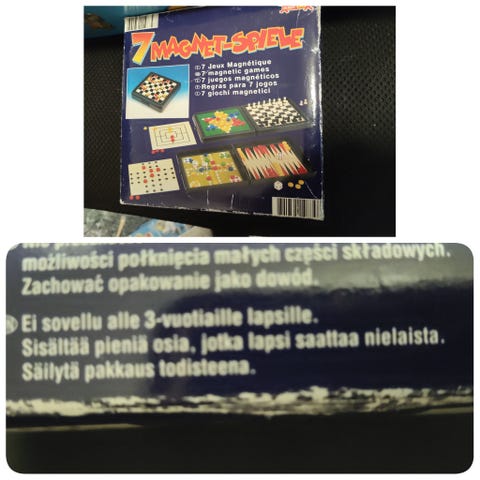 7 MAGNET-SPIELE
7 Jeux Magnétique
7 magnetic games
7 juegos magnéticos
Regras para 7 jogos
7 giochi magnetici
możliwości połknięcia małych części składowych.
Zachować opakowanie jako dowód.
Ei sovellu alle 3-vuotiaille lapsille.
Sisältää pieniä osia, jotka lapsi saattaa nielaista.
Säilytä pakkaus todisteena.